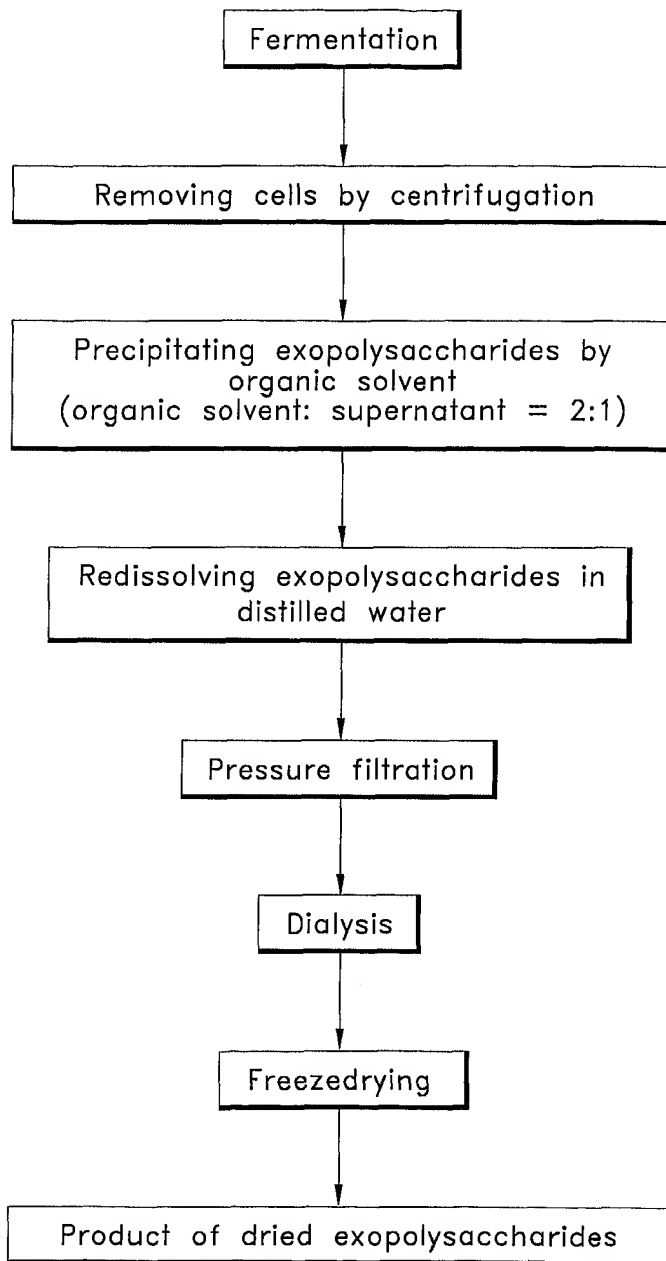 Fermentation
Removing cells by centrifugation
Precipitating exopolysaccharides by
organic solvent
(organic solvent: supernatant = 2:1)
Redissolving exopolysaccharides in
distilled water
Pressure filtration
Dialysis
Freezedrying
Product of dried exopolysaccharides